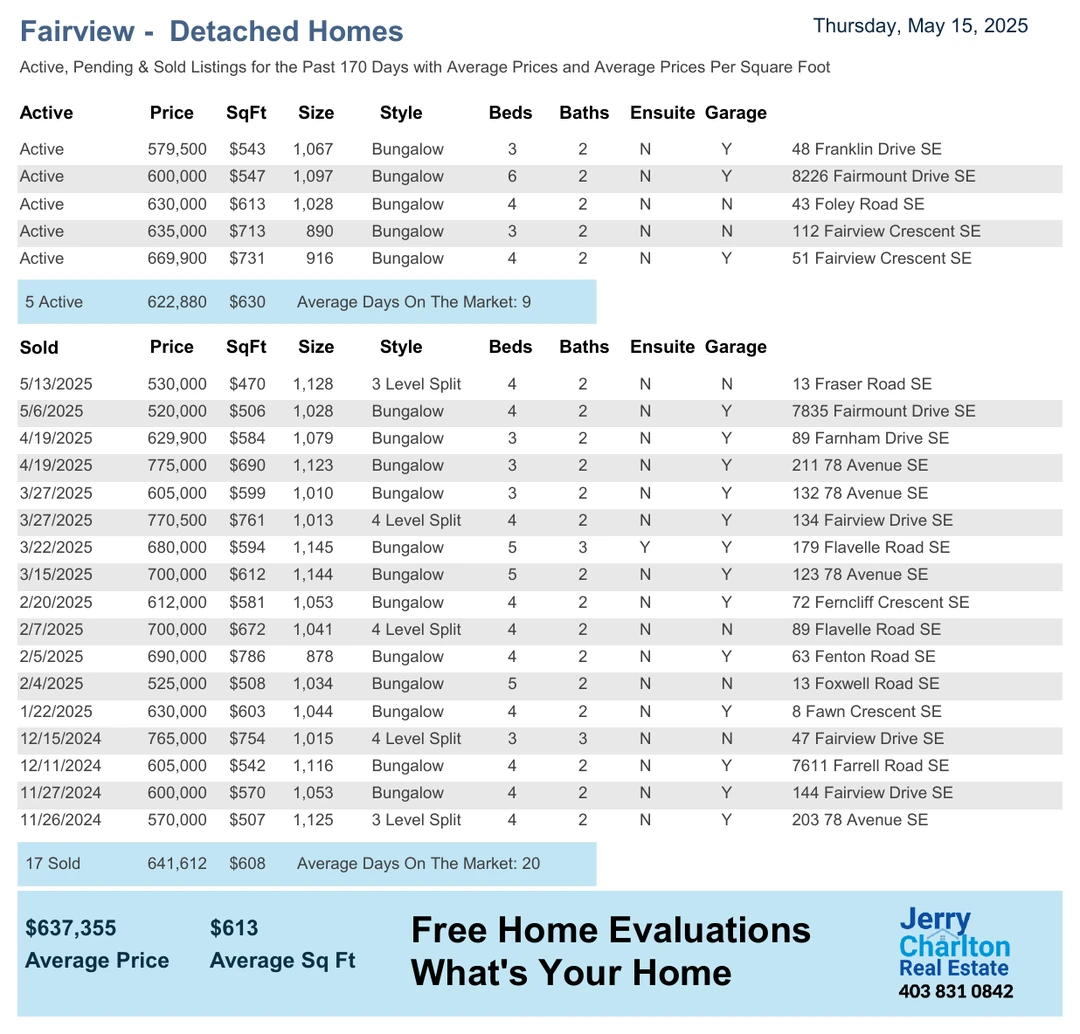 Fairview - Detached Homes
Thursday, May 15, 2025
Active, Pending & Sold Listings for the Past 170 Days with Average Prices and Average Prices Per Square Foot
Active Price SqFt Size Style Beds Baths Ensuite Garage
Active 579,500 $543 1,067 Bungalow 3 2 N Y 48 Franklin Drive SE
Active 600,000 $547 1,097 Bungalow 6 2 N Y 8226 Fairmount Drive SE
Active 630,000 $613 1,028 Bungalow 4 2 N N 43 Foley Road SE
Active 635,000 $713 890 Bungalow 3 2 N N 112 Fairview Crescent SE
Active 669,900 $731 916 Bungalow 4 2 N Y 51 Fairview Crescent SE
5 Active 622,880 $630 Average Days On The Market: 9
Sold Price SqFt Size Style Beds Baths Ensuite Garage
5/13/2025 530,000 $470 1,128 3 Level Split 4 2 N N 13 Fraser Road SE
5/6/2025 520,000 $506 1,028 Bungalow 4 2 N Y 7835 Fairmount Drive SE
4/19/2025 629,900 $584 1,079 Bungalow 3 2 N Y 89 Farnham Drive SE
4/19/2025 775,000 $690 1,123 Bungalow 3 2 N Y 211 78 Avenue SE
3/27/2025 605,000 $599 1,010 Bungalow 3 2 N Y 132 78 Avenue SE
3/27/2025 770,500 $761 1,013 4 Level Split 4 2 N Y 134 Fairview Drive SE
3/22/2025 680,000 $594 1,145 Bungalow 5 3 Y Y 179 Flavelle Road SE
3/15/2025 700,000 $612 1,144 Bungalow 5 2 N Y 123 78 Avenue SE
2/20/2025 612,000 $581 1,053 Bungalow 4 2 N Y 72 Ferncliff Crescent SE
2/7/2025 700,000 $672 1,041 4 Level Split 4 2 N N 89 Flavelle Road SE
2/5/2025 690,000 $786 878 Bungalow 4 2 N Y 63 Fenton Road SE
2/4/2025 525,000 $508 1,034 Bungalow 5 2 N N 13 Foxwell Road SE
1/22/2025 630,000 $603 1,044 Bungalow 4 2 N Y 8 Fawn Crescent SE
12/15/2024 765,000 $754 1,015 4 Level Split 3 3 N N 47 Fairview Drive SE
12/11/2024 605,000 $542 1,116 Bungalow 4 2 N Y 7611 Farrell Road SE
11/27/2024 600,000 $570 1,053 Bungalow 4 2 N Y 144 Fairview Drive SE
11/26/2024 570,000 $507 1,125 3 Level Split 4 2 N Y 203 78 Avenue SE
17 Sold 641,612 $608 Average Days On The Market: 20
$637,355 $613
Average Price Average Sq Ft
Free Home Evaluations
What's Your Home
Jerry
Charlton
Real Estate
403 831 0842